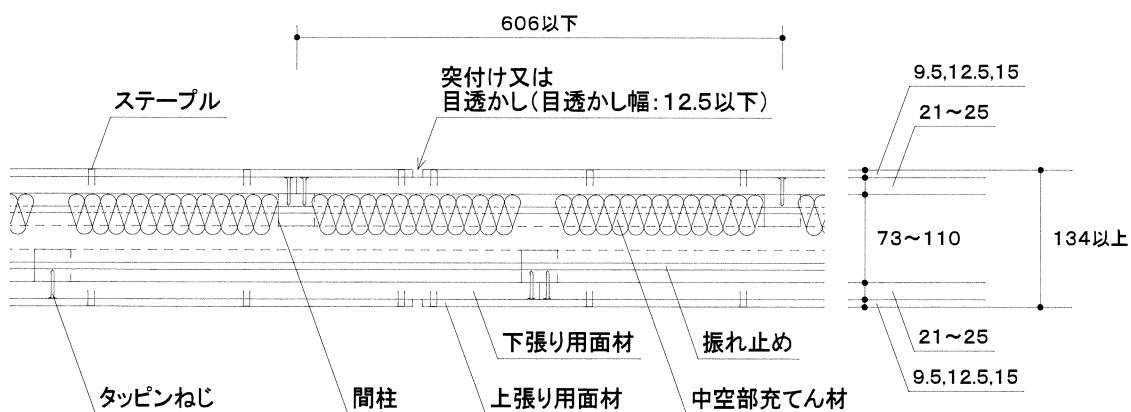 606以下
突付け又は
目透かし(目透かし幅:12.5以下)
ステープル
9.5,12.5,15
21～25
73～110
134以上
21～25
9.5,12.5,15
下張り用面材
振れ止め
タッピンねじ
間柱
上張り用面材
中空部充てん材